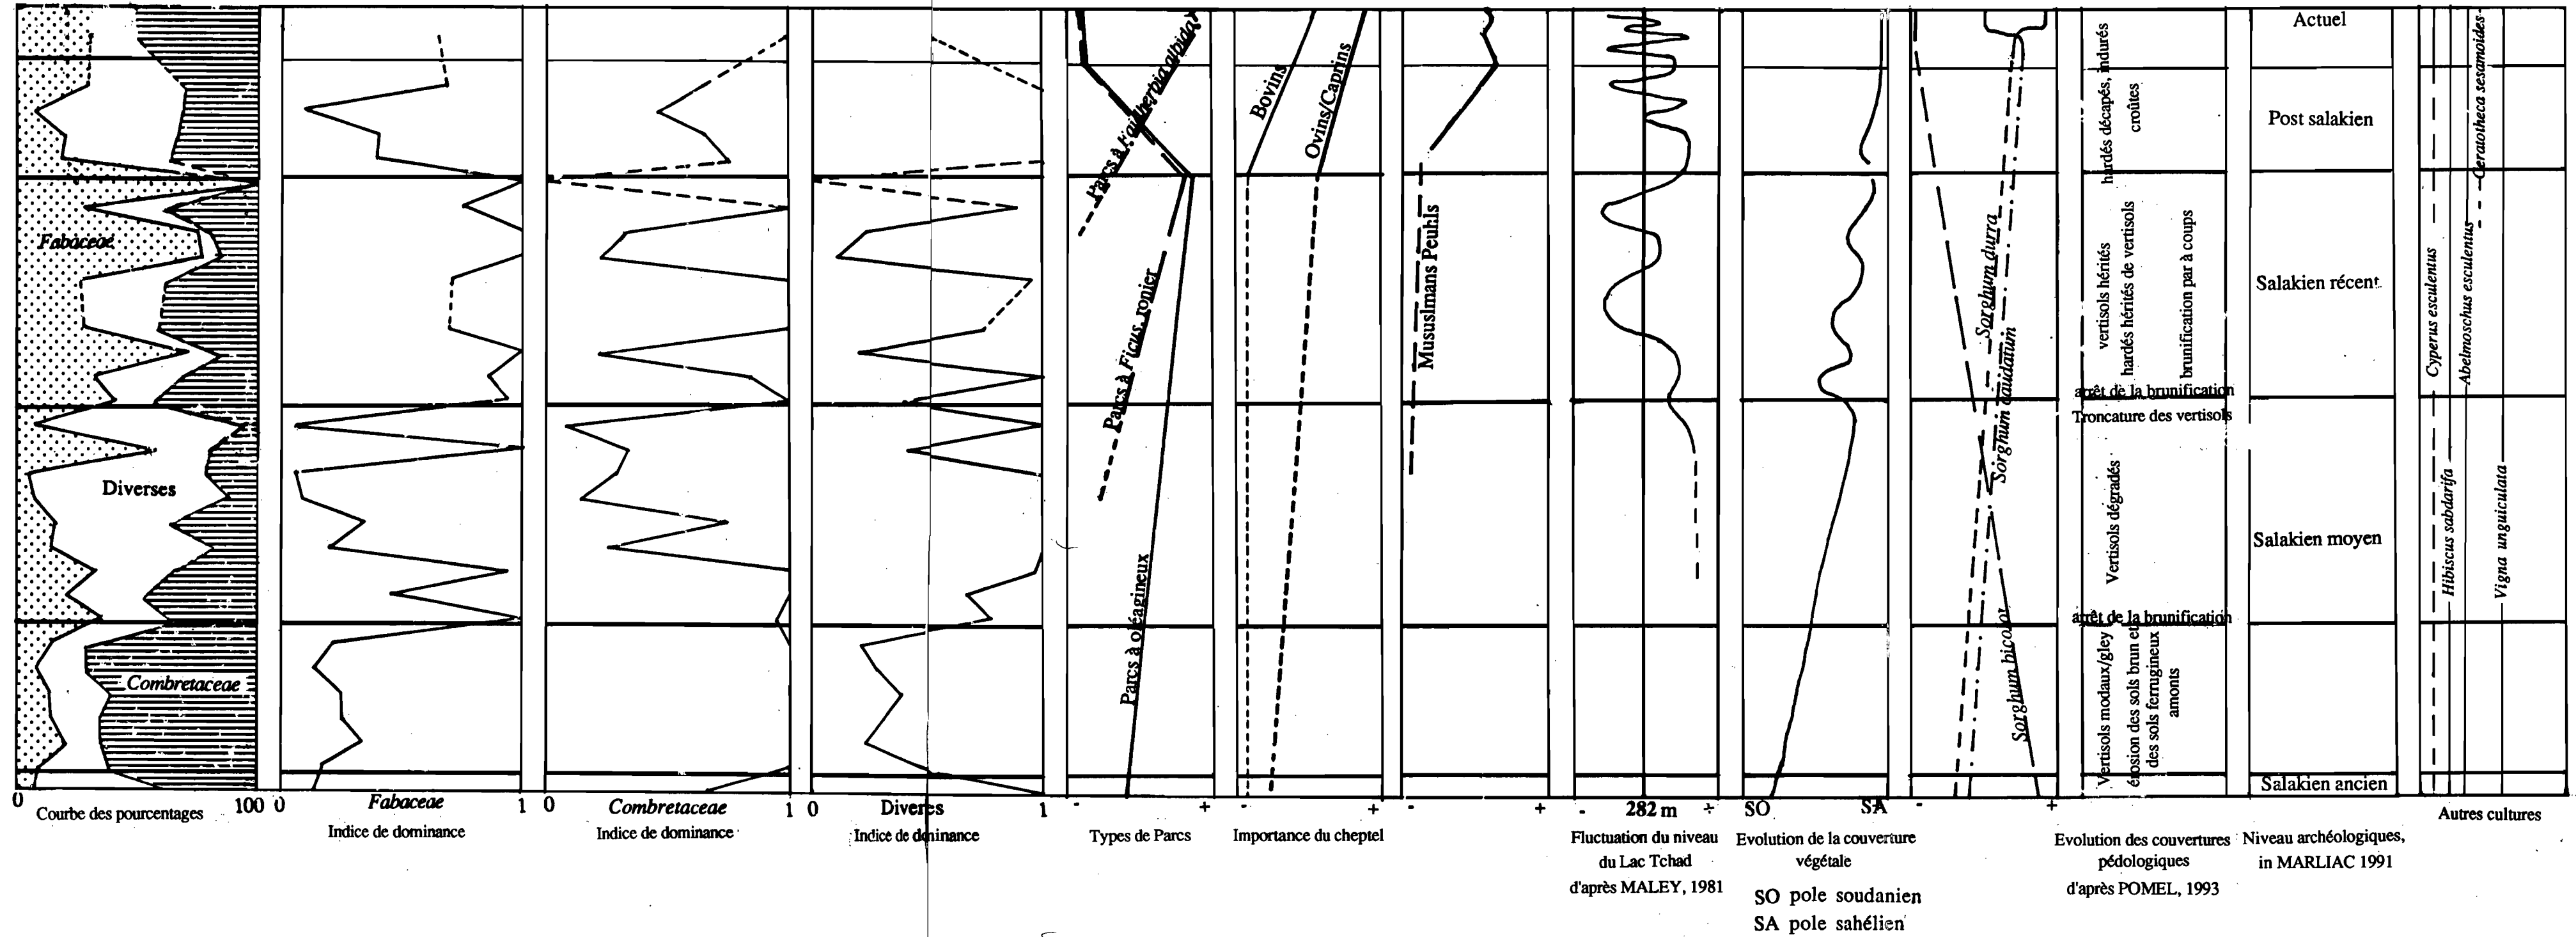 Fabaceae
Diverses
Combretaceae
0
100
Courbe des pourcentages
0
Fabaceae
1
Indice de dominance
0
Combretaceae
1
Indice de dominance
0
Diverses
1
Indice de dominance
Parcs à Faidherbia albida
Parcs à Ficus, ronier
Parcs à oléagineux
- +
Types de Parcs
Bovins
Ovins/Caprins
- +
Importance du cheptel
Mususlmans Peuhls
- +
- 282 m +
Fluctuation du niveau
du Lac Tchad
d'après MALEY, 1981
SO SA
Evolution de la couverture
végétale
SO pole soudanien
SA pole sahélien
Sorghum durra
Sorghum caudatum
Sorghum bicolor
- +
hardés décapés, indurés
croûtes
vertisols hérités
hardés hérités de vertisols
brunification par à coups
arrêt de la brunification
Troncature des vertisols
Vertisols dégradés
arrêt de la brunification
Vertisols modaux/gley
érosion des sols brun et
des sols ferrugineux
amonts
Evolution des couvertures
pédologiques
d'après POMEL, 1993
Actuel
Post salakien
Salakien récent
Salakien moyen
Salakien ancien
Niveau archéologiques,
in MARLIAC 1991
Cyperus esculentus
Hibiscus sabdarifa
Abelmoschus esculentus
Ceratotheca sesamoides
Vigna unguiculata
Autres cultures